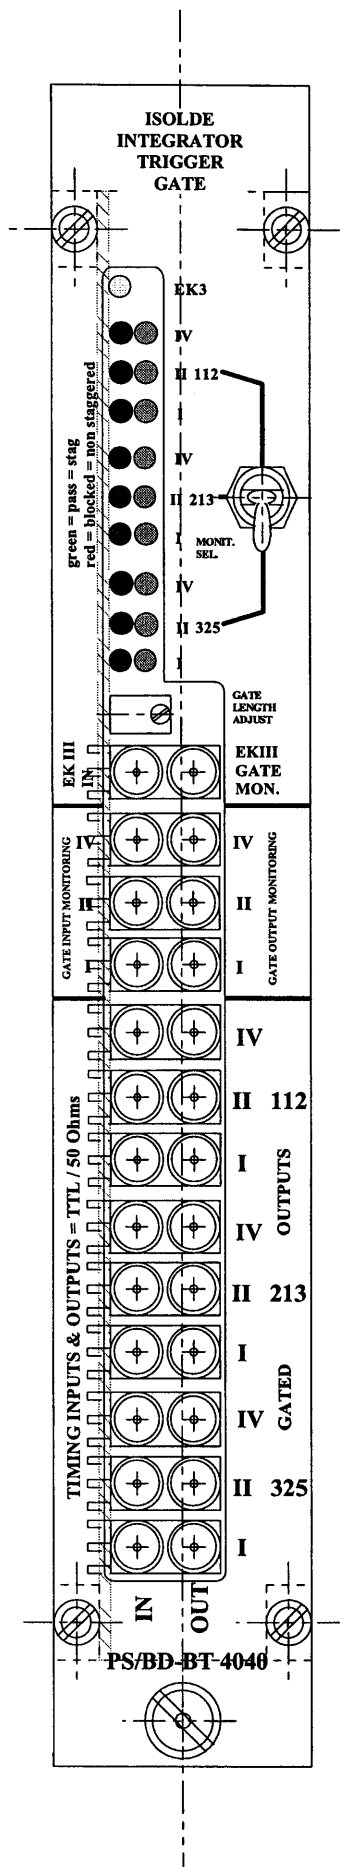 ISOLDE
INTEGRATOR
TRIGGER
GATE
EK3
IV
II 112
I
IV
II 213
I
MONIT.
SEL.
IV
II 325
I
green = pass = stag
red = blocked = non staggered
GATE
LENGTH
ADJUST
EK III
IN
EKIII
GATE
MON.
GATE INPUT MONITORING
IV
II
I
IV
II
I
GATE OUTPUT MONITORING
TIMING INPUTS & OUTPUTS = TTL / 50 Ohms
IV
II 112
I
IV
II 213
I
IV
II 325
I
GATED OUTPUTS
IN
OUT
PS/BD-BT 4040